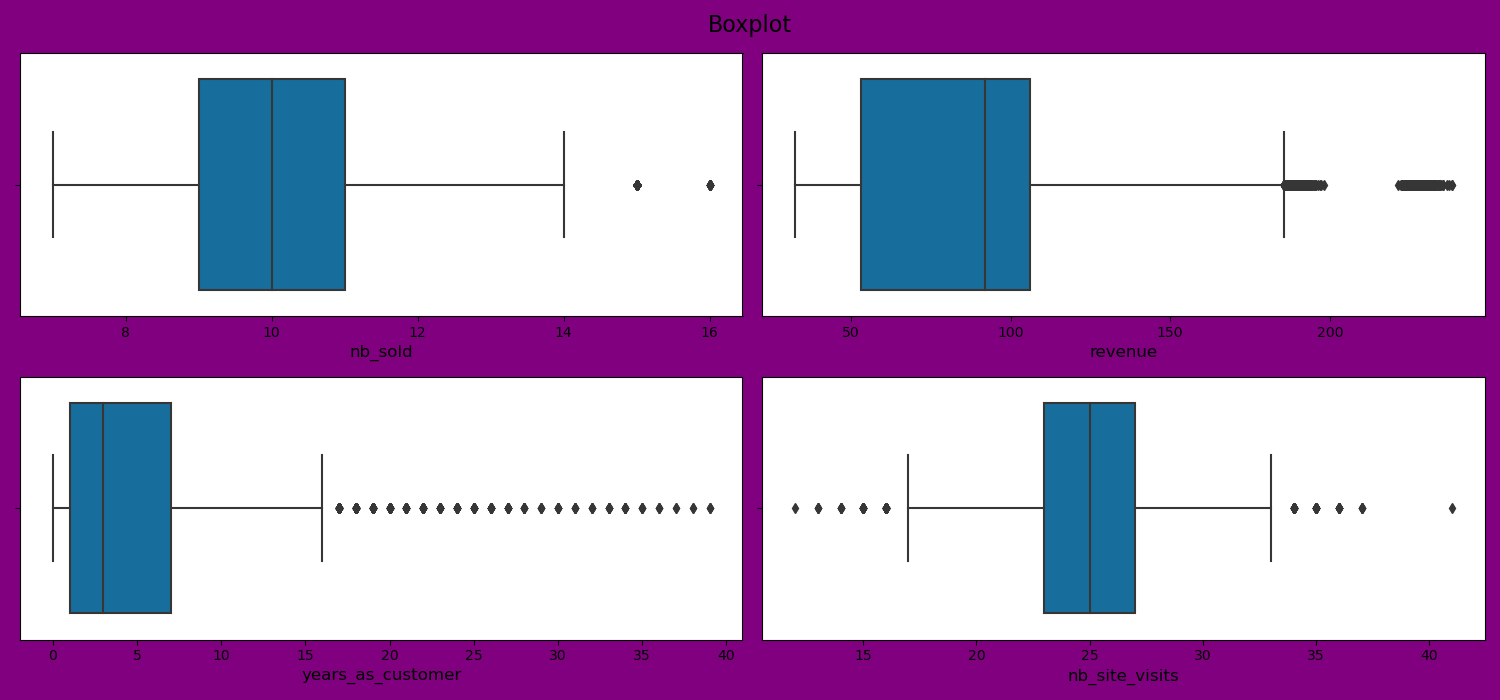 Boxplot
8 10 12 14 16
nb_sold
50 100 150 200
revenue
0 5 10 15 20 25 30 35 40
years_as_customer
15 20 25 30 35 40
nb_site_visits